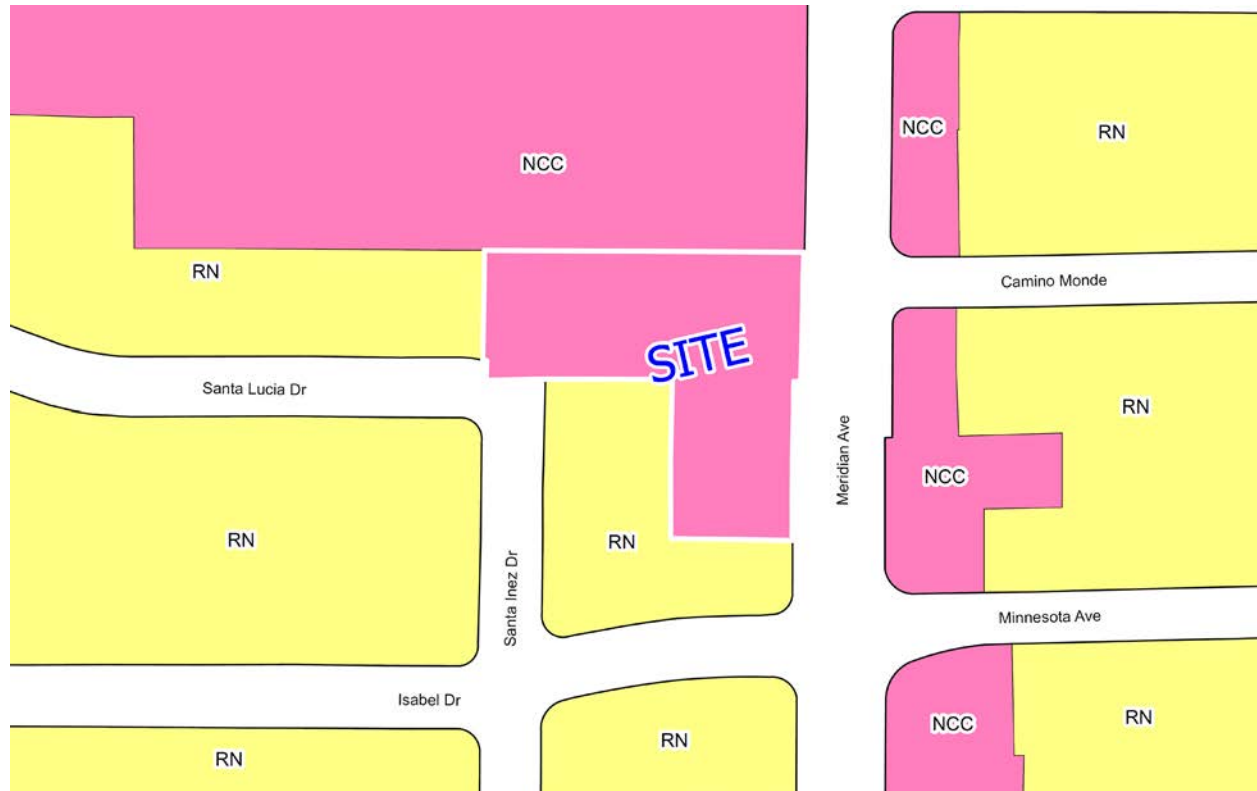 NCC
NCC
RN
RN
Camino Monde
SITE
Santa Lucia Dr
RN
Meridian Ave
NCC
RN
RN
Santa Inez Dr
Minnesota Ave
Isabel Dr
NCC
RN
RN
RN